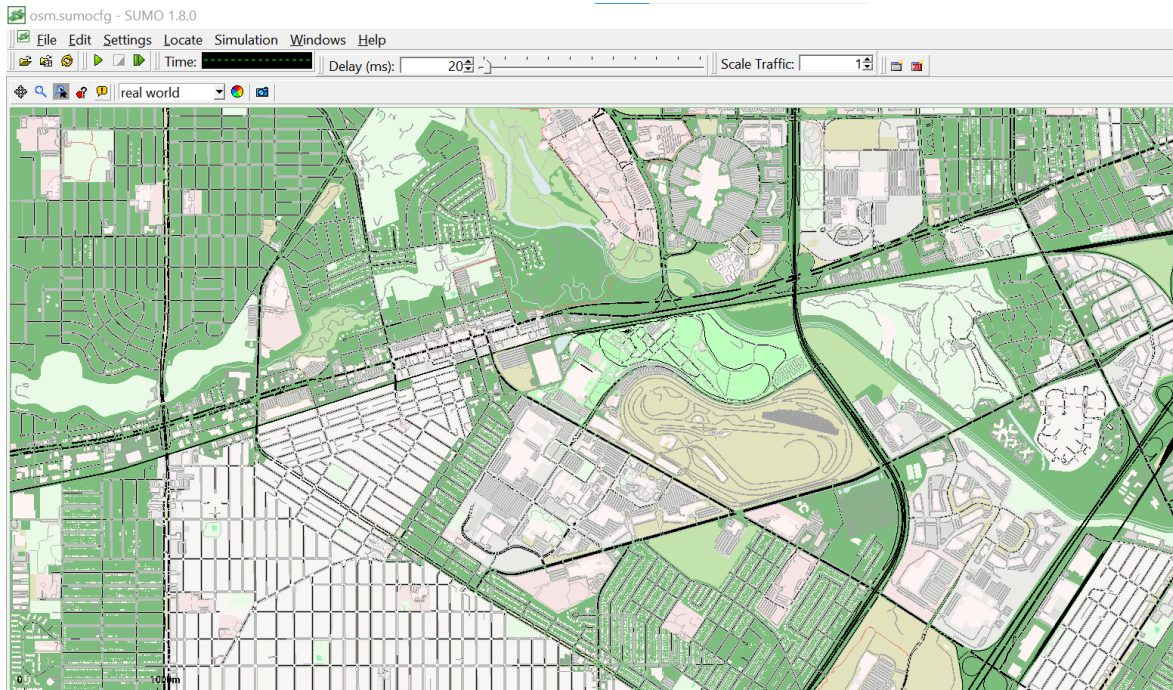 osm.sumocfg - SUMO 1.8.0
File Edit Settings Locate Simulation Windows Help
Time: Delay (ms): 20 Scale Traffic: 1
real world
0 1000m